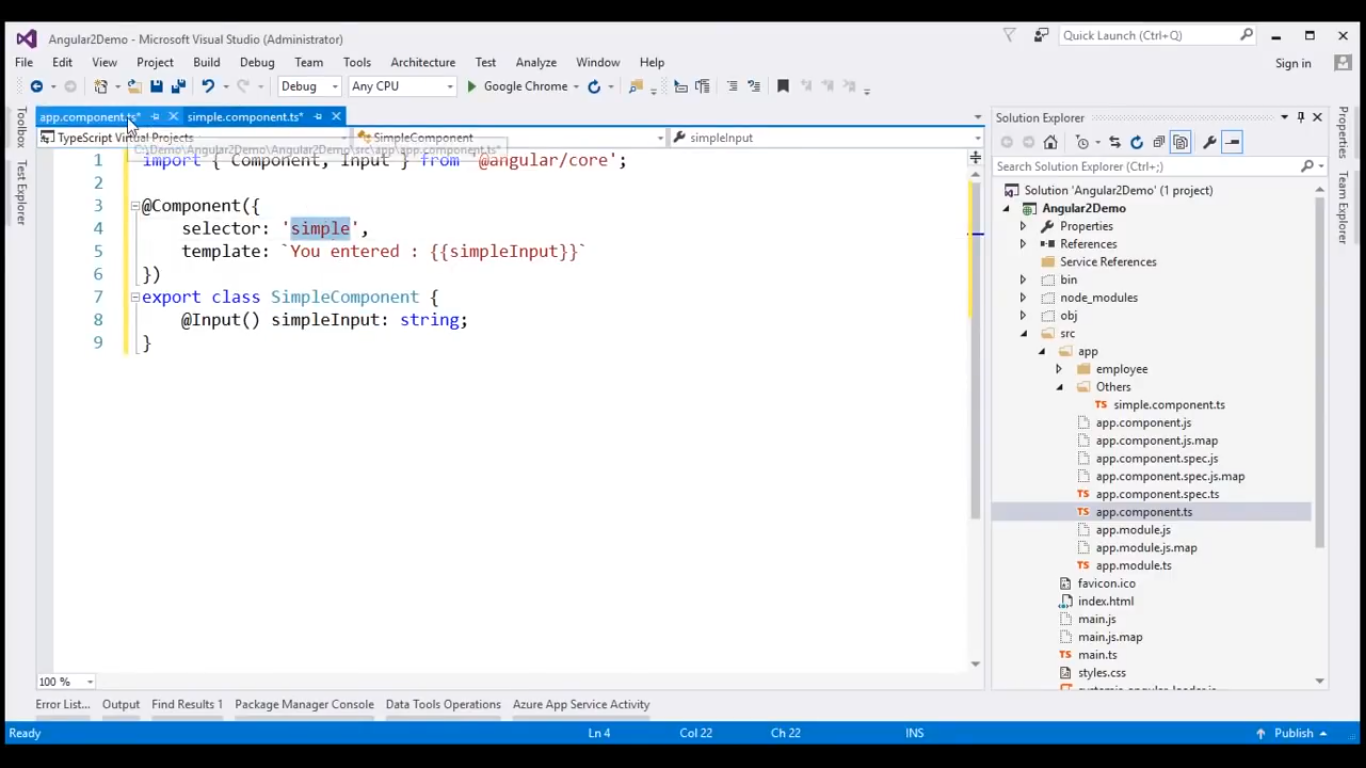 Angular2Demo - Microsoft Visual Studio (Administrator)
Quick Launch (Ctrl+Q)
File Edit View Project Build Debug Team Tools Architecture Test Analyze Window Help
Sign in
Debug Any CPU Google Chrome
app.component.ts* simple.component.ts*
TypeScript Virtual Projects SimpleComponent simpleInput
C:\Demo\Angular2Demo\Angular2Demo\src\app\app.component.ts*
1 import { Component, Input } from '@angular/core';
2
3 @Component({
4 selector: 'simple',
5 template: `You entered : {{simpleInput}}`
6 })
7 export class SimpleComponent {
8 @Input() simpleInput: string;
9 }
100 %
Toolbox
Test Explorer
Solution Explorer
Search Solution Explorer (Ctrl+;)
Solution 'Angular2Demo' (1 project)
Angular2Demo
Properties
References
Service References
bin
node_modules
obj
src
app
employee
Others
simple.component.ts
app.component.js
app.component.js.map
app.component.spec.js
app.component.spec.js.map
app.component.spec.ts
app.component.ts
app.module.js
app.module.js.map
app.module.ts
favicon.ico
index.html
main.js
main.js.map
main.ts
styles.css
Properties
Team Explorer
Error List... Output Find Results 1 Package Manager Console Data Tools Operations Azure App Service Activity
Ready Ln 4 Col 22 Ch 22 INS Publish